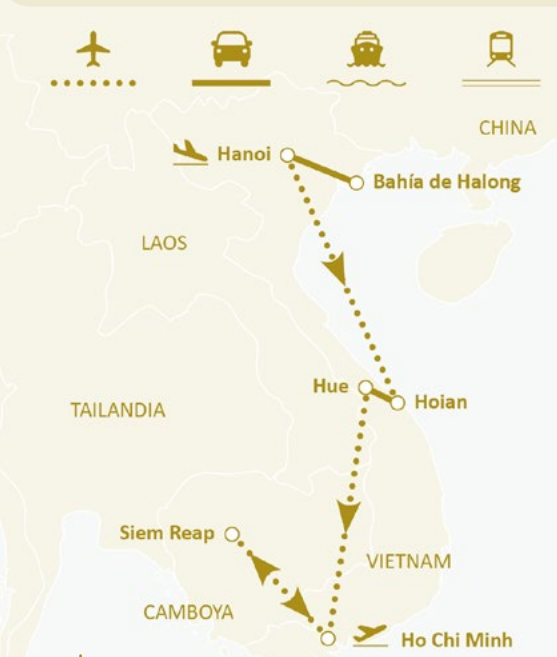 CHINA
Hanoi
Bahía de Halong
LAOS
Hue
Hoian
TAILANDIA
Siem Reap
VIETNAM
CAMBOYA
Ho Chi Minh